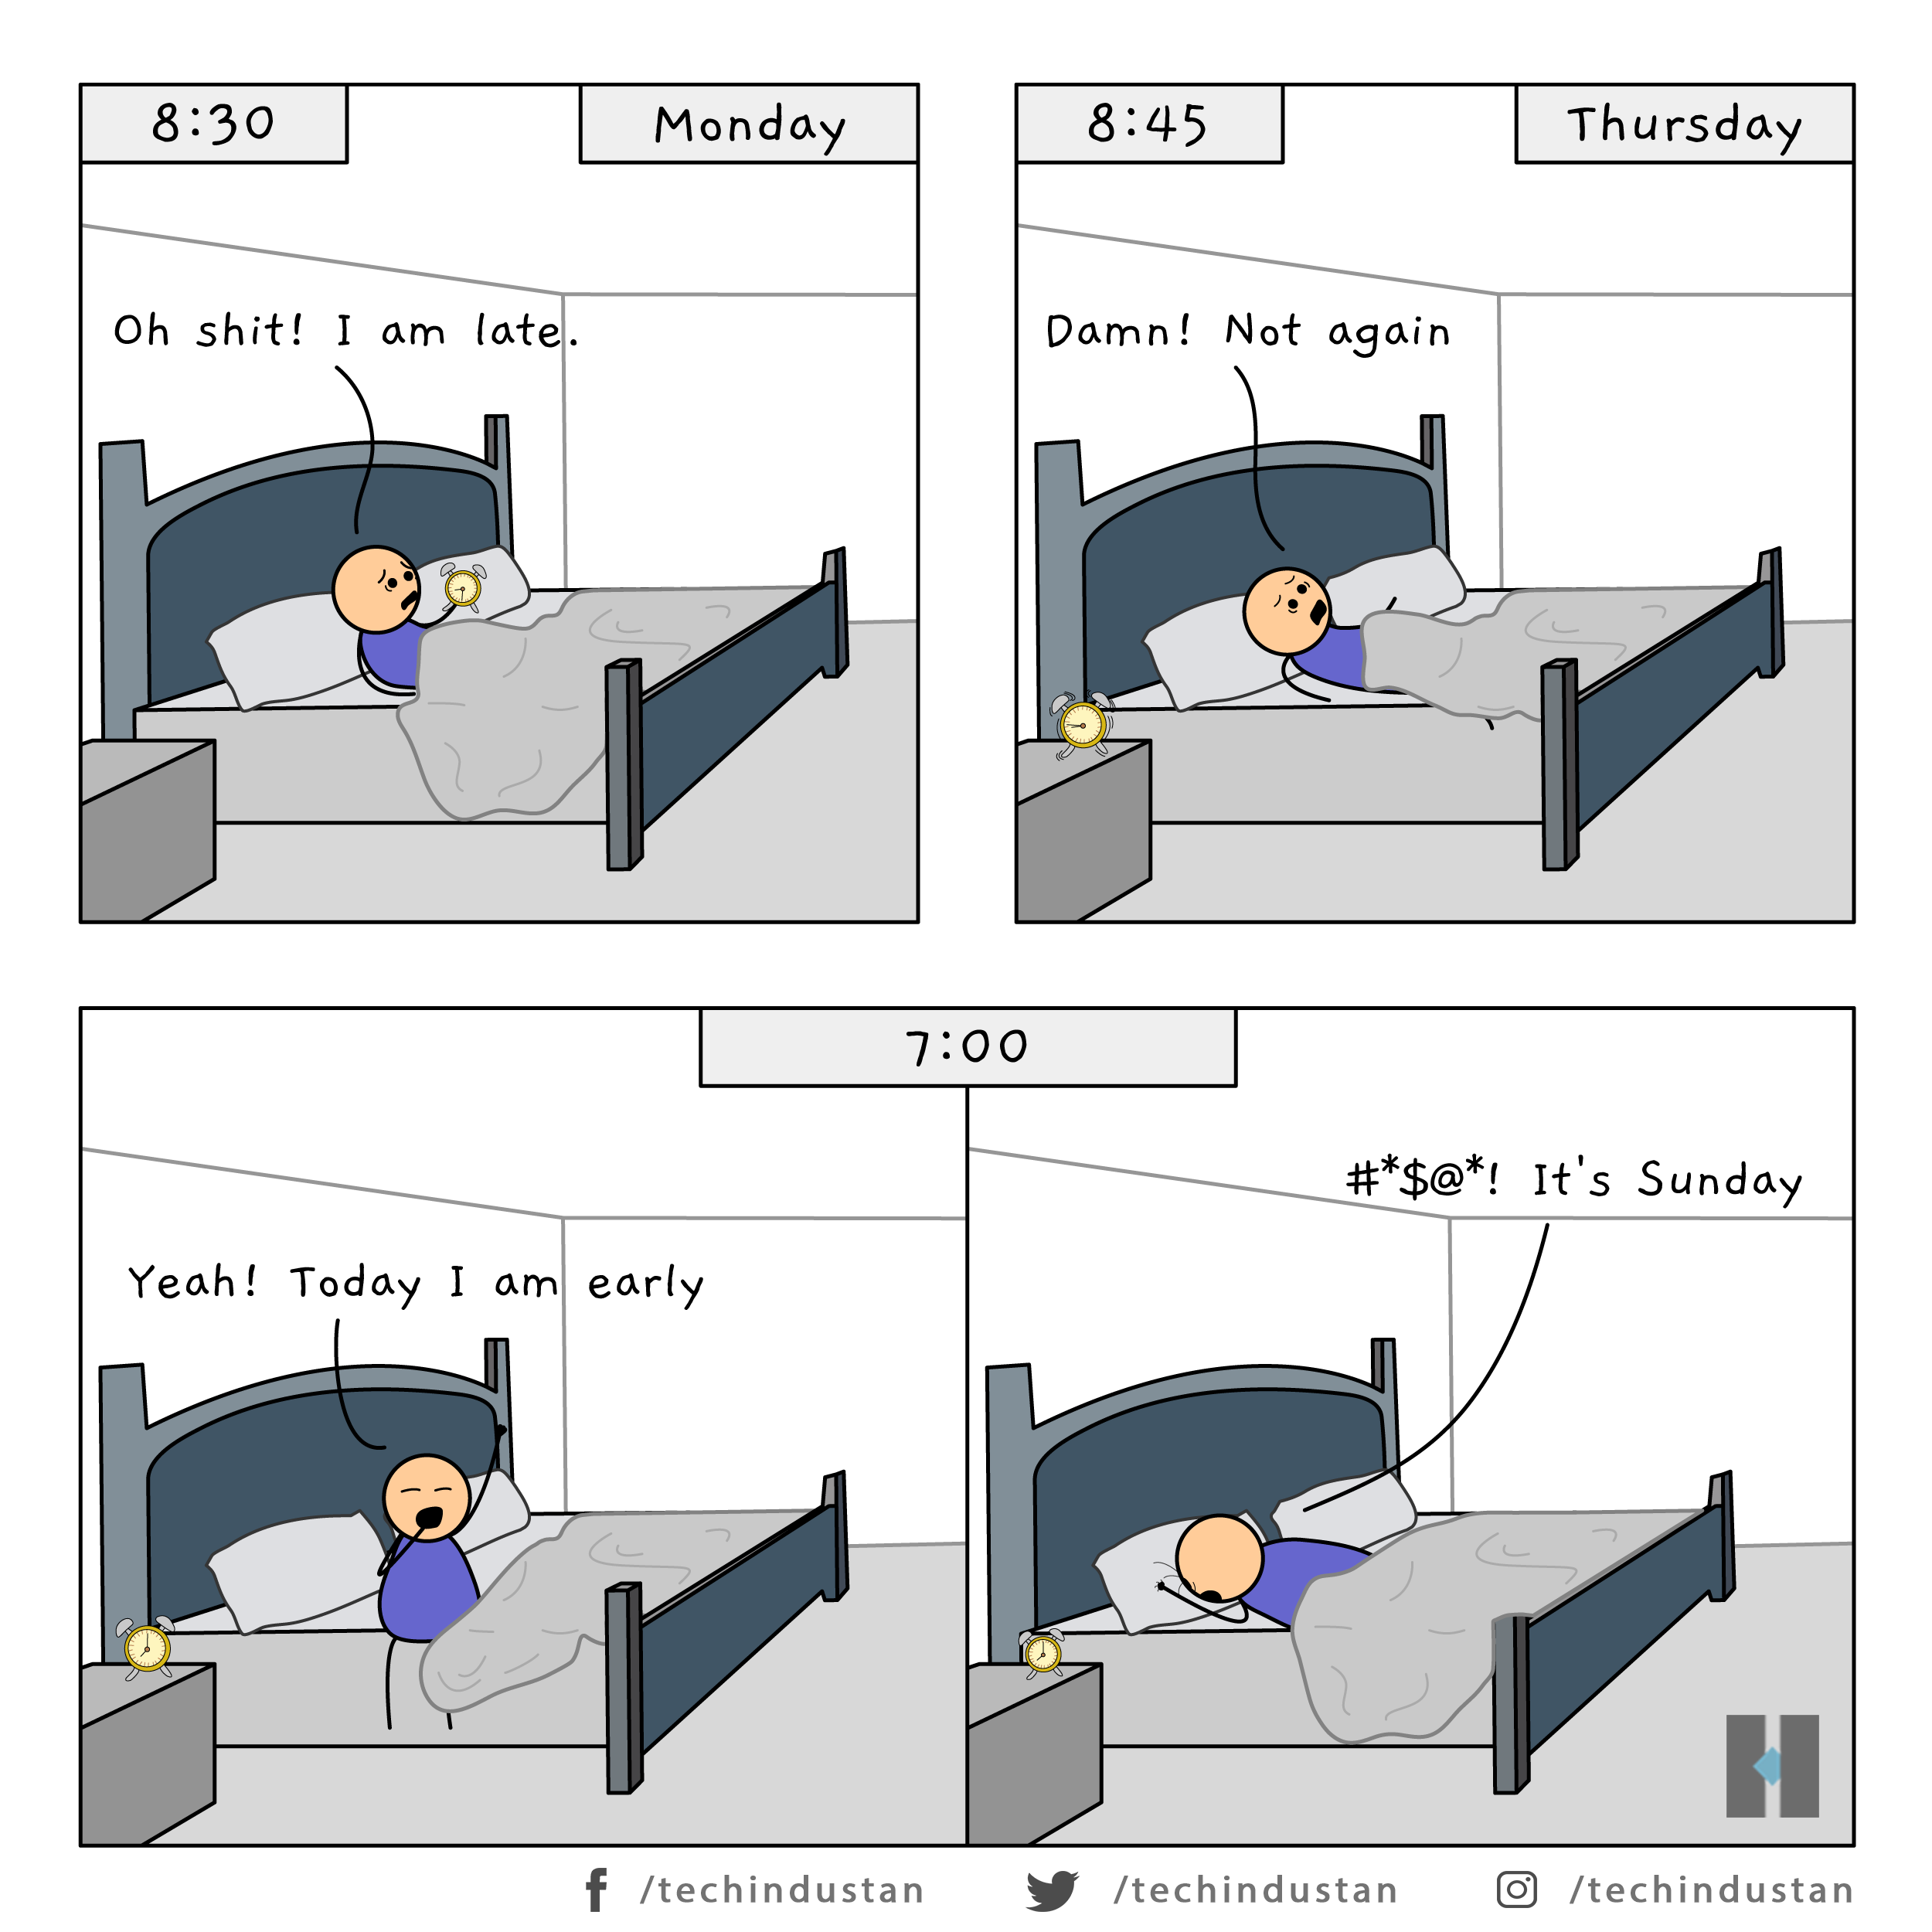 8:30
Monday
Oh shit! I am late.
8:45
Thursday
Damn! Not again
7:00
Yeah! Today I am early
#*$@*! It's Sunday
/techindustan
/techindustan
/techindustan